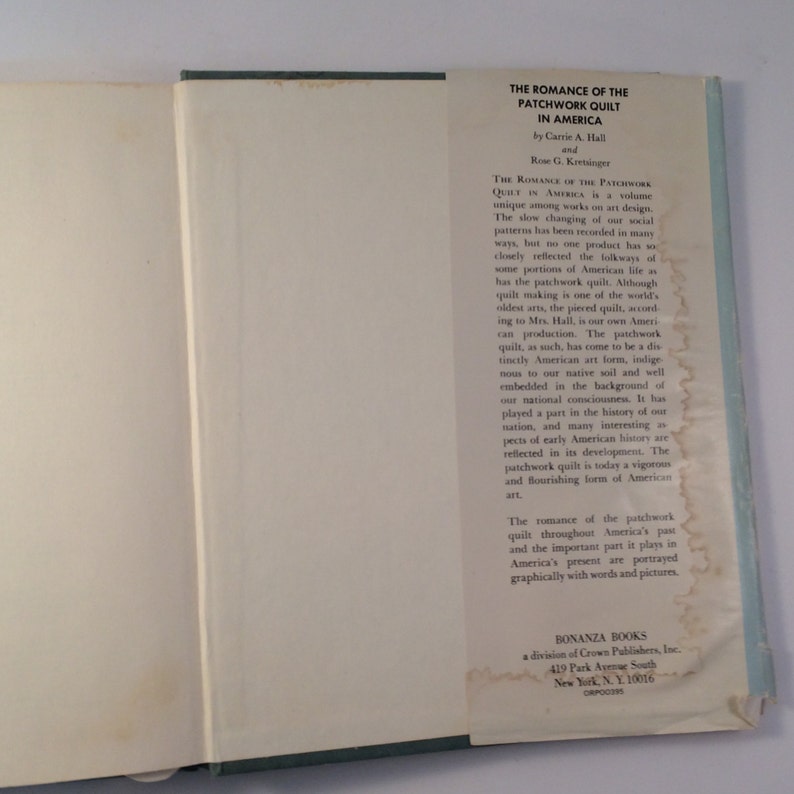 THE ROMANCE OF THE
PATCHWORK QUILT
IN AMERICA
by Carrie A. Hall
and
Rose G. Kretsinger
THE ROMANCE OF THE PATCHWORK
QUILT IN AMERICA is a volume
unique among works on art design.
The slow changing of our social
patterns has been recorded in many
ways, but no one product has so
closely reflected the folkways of
some portions of American life as
has the patchwork quilt. Although
quilt making is one of the world's
oldest arts, the pieced quilt, accord-
ing to Mrs. Hall, is our own Ameri-
can production. The patchwork
quilt, as such, has come to be a dis-
tinctly American art form, indige-
nous to our native soil and well
embedded in the background of
our national consciousness. It has
played a part in the history of our
nation, and many interesting as-
pects of early American history are
reflected in its development. The
patchwork quilt is today a vigorous
and flourishing form of American
art.
The romance of the patchwork
quilt throughout America's past
and the important part it plays in
America's present are portrayed
graphically with words and pictures.
BONANZA BOOKS
a division of Crown Publishers, Inc.
419 Park Avenue South
New York, N. Y. 10016
ORPOO395